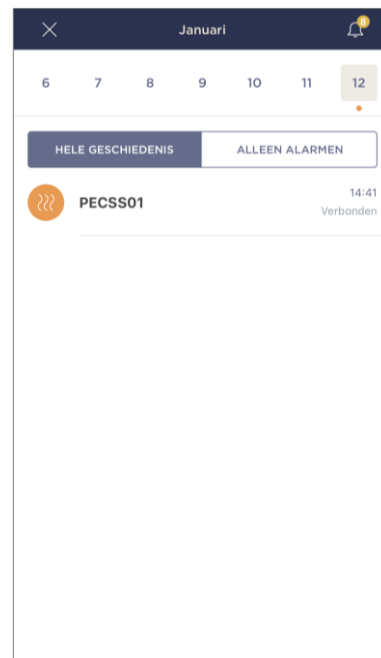 Januari
8
6 7 8 9 10 11 12
HELE GESCHIEDENIS ALLEEN ALARMEN
PECSS01
14:41
Verbonden